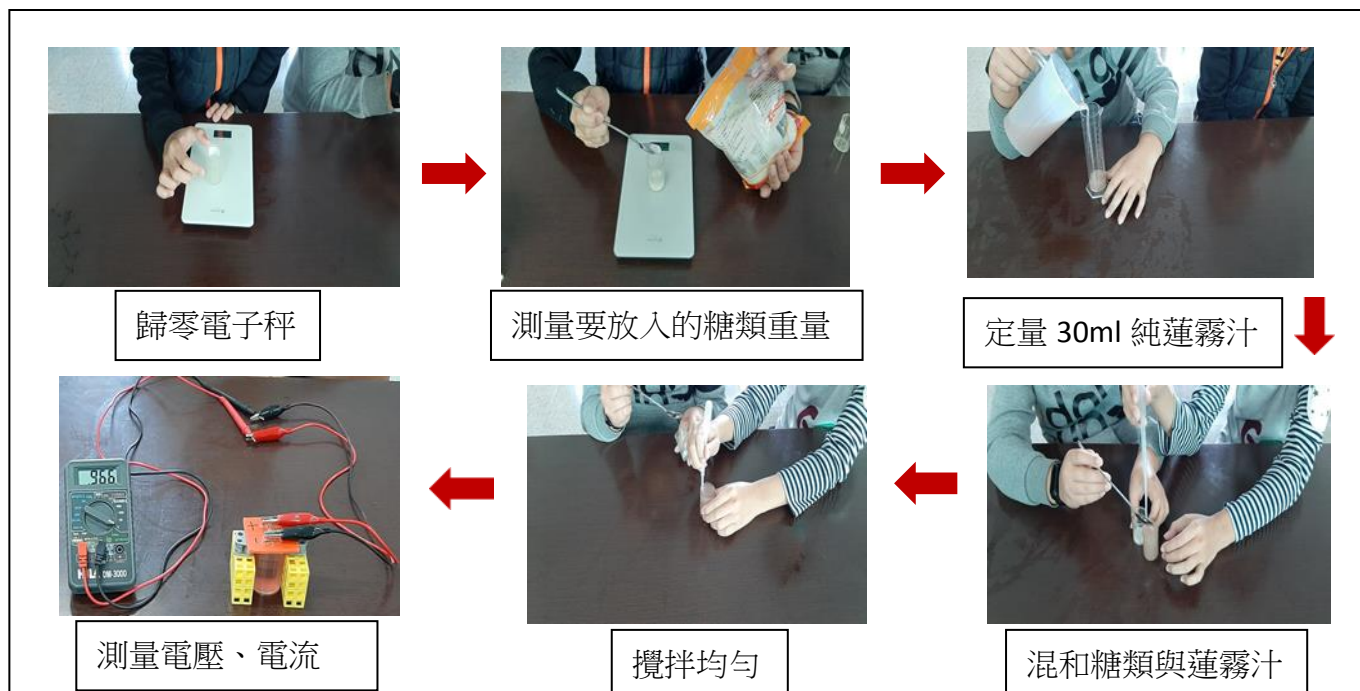 歸零電子秤
測量要放入的糖類重量
定量 30ml 純蓮霧汁
混和糖類與蓮霧汁
攪拌均勻
測量電壓、電流
966